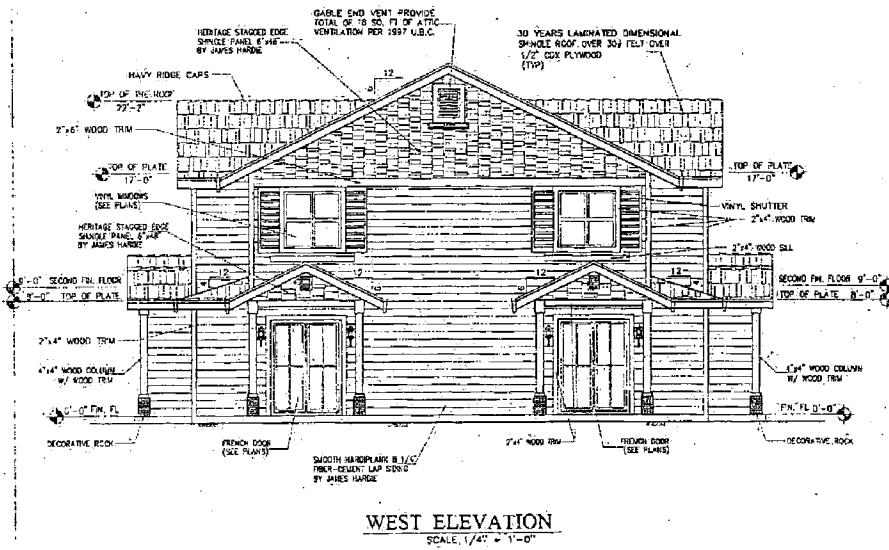 GABLE END VENT PROVIDE
TOTAL OF 18 SQ. FT OF ATTIC
VENTILATION PER 1997 U.B.C.
HERITAGE STAGGED EDGE
SHINGLE PANEL 6"x48"
BY JAMES HARDIE
30 YEARS LAMINATED DIMENSIONAL
SHINGLE ROOF OVER 30# FELT OVER
1/2" CDX PLYWOOD
(TYP)
HAVY RIDGE CAPS
12
TOP OF THE ROOF
22'-2"
2"x6" WOOD TRIM
TOP OF PLATE
17'-0"
TOP OF PLATE
17'-0"
VINYL WINDOWS
(SEE PLANS)
VINYL SHUTTER
2"x4" WOOD TRIM
HERITAGE STAGGED EDGE
SHINGLE PANEL 6"x48"
BY JAMES HARDIE
2"x4" WOOD SILL
12
12
12
12
9'-0" SECOND FIN. FLOOR
SECOND FIN. FLOOR 9'-0"
8'-0" TOP OF PLATE
TOP OF PLATE 8'-0"
2"x4" WOOD TRIM
4"x4" WOOD COLUMN
W/ WOOD TRIM
4"x4" WOOD COLUMN
W/ WOOD TRIM
0'-0" FIN. FL
FIN. FL 0'-0"
DECORATIVE ROCK
FRENCH DOOR
(SEE PLANS)
SMOOTH HARDIPLANK 8 1/4"
FIBER-CEMENT LAP SIDING
BY JAMES HARDIE
2"x4" WOOD TRIM
FRENCH DOOR
(SEE PLANS)
DECORATIVE ROCK
WEST ELEVATION
SCALE, 1/4" = 1'-0"